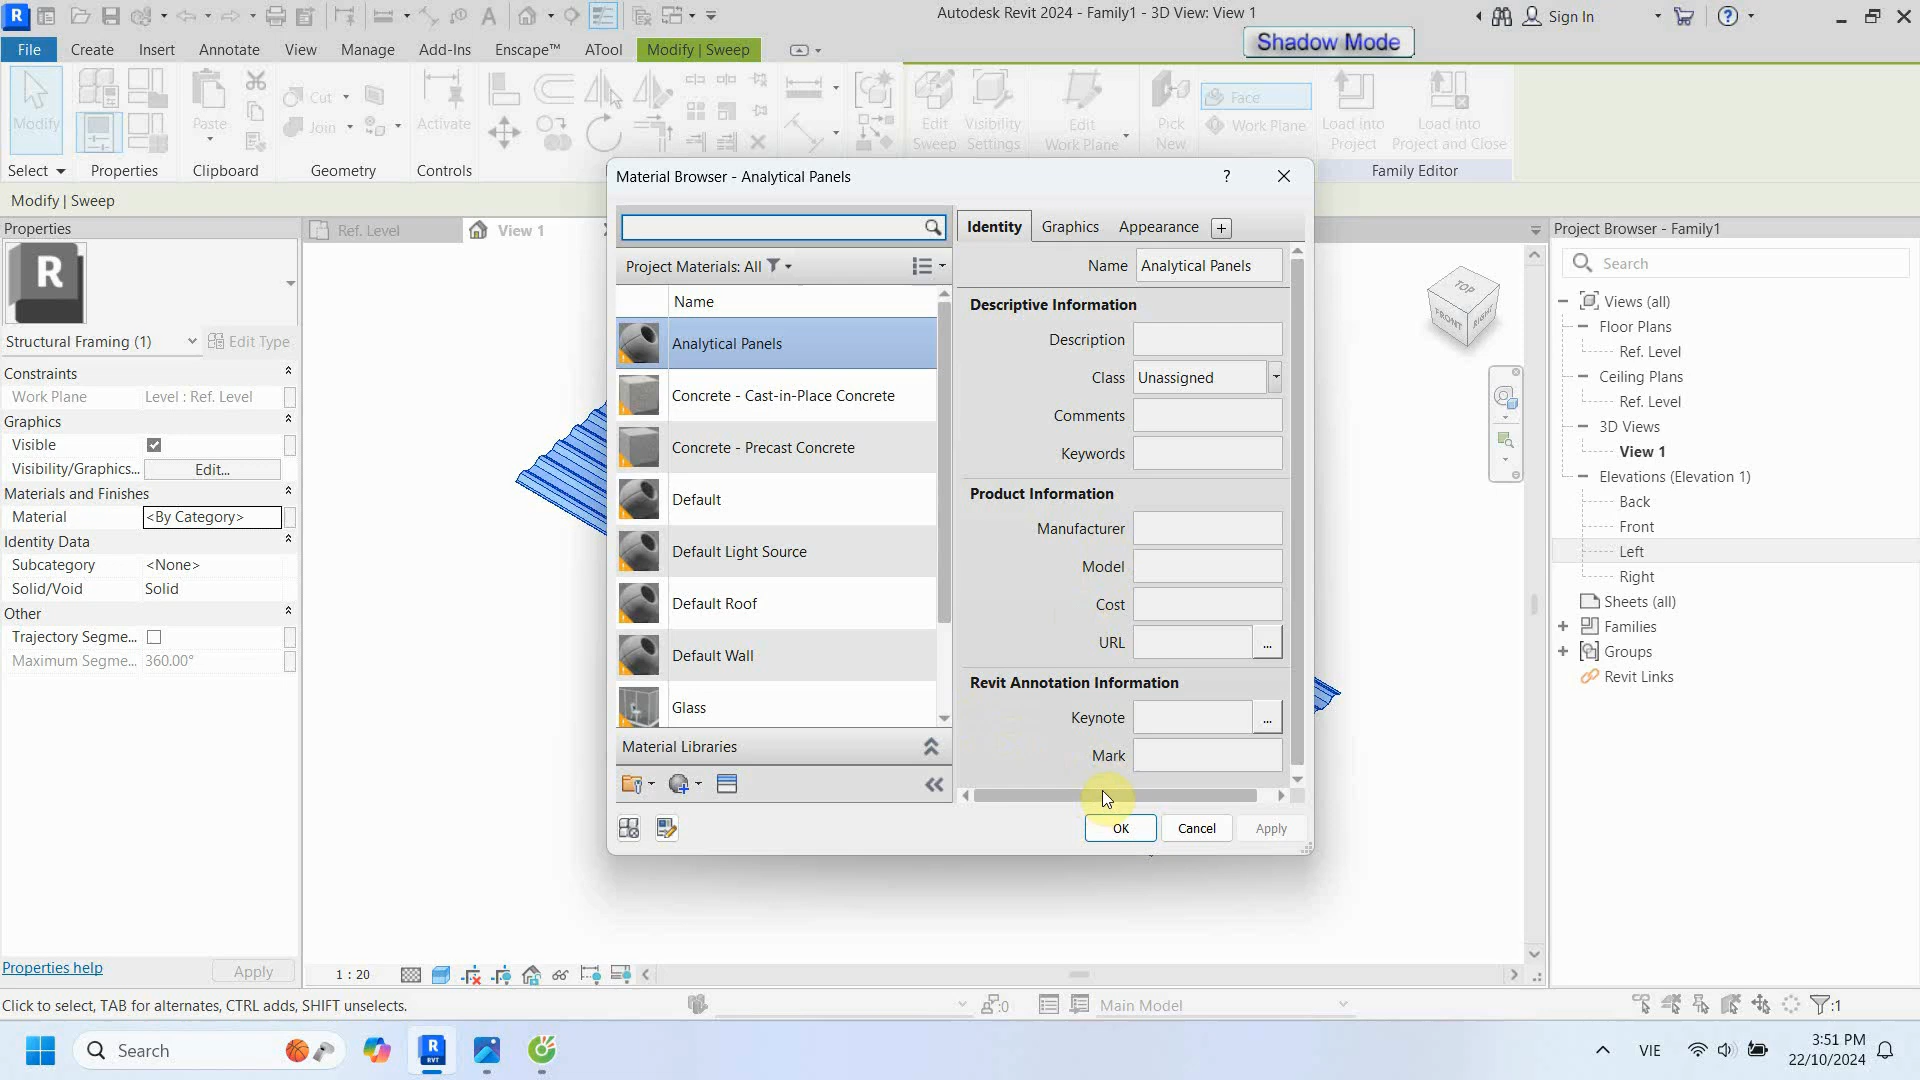 Autodesk Revit 2024 - Family1 - 3D View: View 1
Sign In
Shadow Mode
File Create Insert Annotate View Manage Add-Ins Enscape™ ATool Modify | Sweep
Modify
Paste
Cut
Join
Activate
Edit Sweep
Visibility Settings
Edit Work Plane
Pick New
Face
Work Plane
Load into Project
Load into Project and Close
Select
Properties
Clipboard
Geometry
Controls
Family Editor
Modify | Sweep
Properties
Structural Framing (1)
Edit Type
Constraints
Work Plane Level : Ref. Level
Graphics
Visible
Visibility/Graphics... Edit...
Materials and Finishes
Material <By Category>
Identity Data
Subcategory <None>
Solid/Void Solid
Other
Trajectory Segme...
Maximum Segme... 360.00°
Properties help
Apply
Ref. Level
View 1
Material Browser - Analytical Panels
?
Project Materials: All
Name
Analytical Panels
Concrete - Cast-in-Place Concrete
Concrete - Precast Concrete
Default
Default Light Source
Default Roof
Default Wall
Glass
Material Libraries
Identity Graphics Appearance
Name Analytical Panels
Descriptive Information
Description
Class Unassigned
Comments
Keywords
Product Information
Manufacturer
Model
Cost
URL ...
Revit Annotation Information
Keynote ...
Mark
OK
Cancel
Apply
TOP
FRONT
RIGHT
Project Browser - Family1
Search
Views (all)
Floor Plans
Ref. Level
Ceiling Plans
Ref. Level
3D Views
View 1
Elevations (Elevation 1)
Back
Front
Left
Right
Sheets (all)
Families
Groups
Revit Links
1 : 20
Click to select, TAB for alternates, CTRL adds, SHIFT unselects.
:0
Main Model
:1
Search
VIE
3:51 PM
22/10/2024